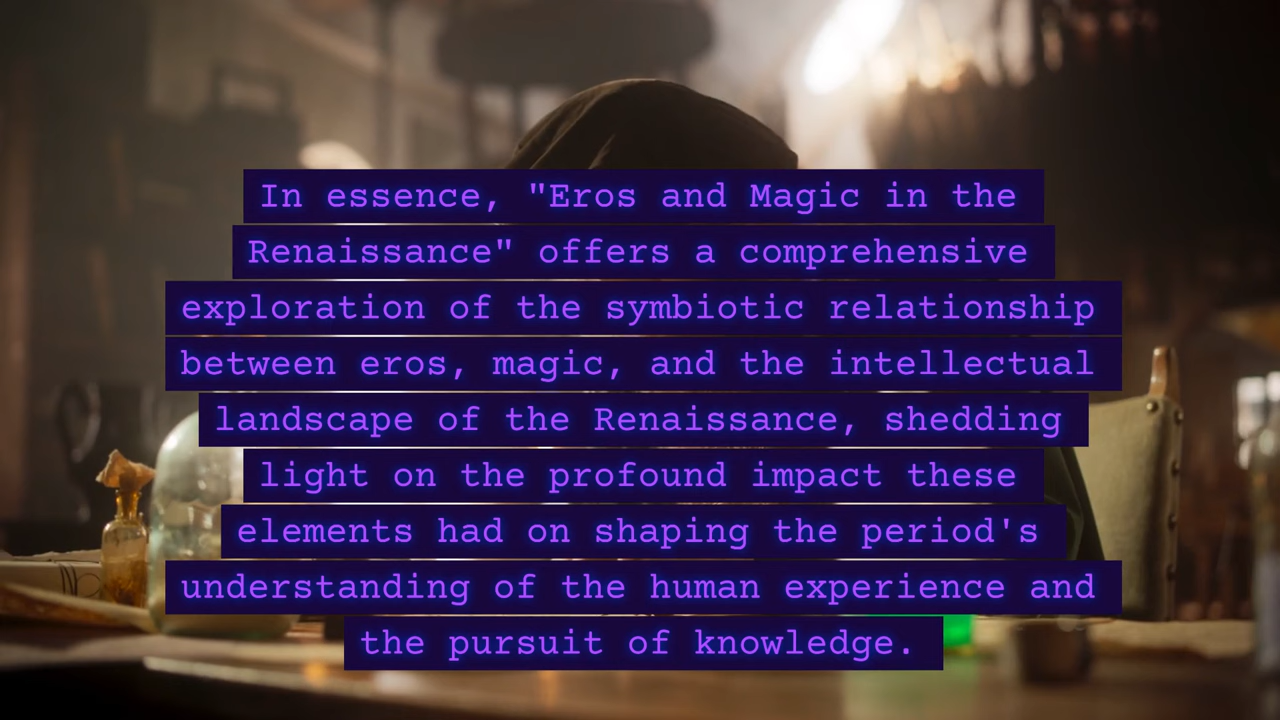 In essence, "Eros and Magic in the
Renaissance" offers a comprehensive
exploration of the symbiotic relationship
between eros, magic, and the intellectual
landscape of the Renaissance, shedding
light on the profound impact these
elements had on shaping the period's
understanding of the human experience and
the pursuit of knowledge.